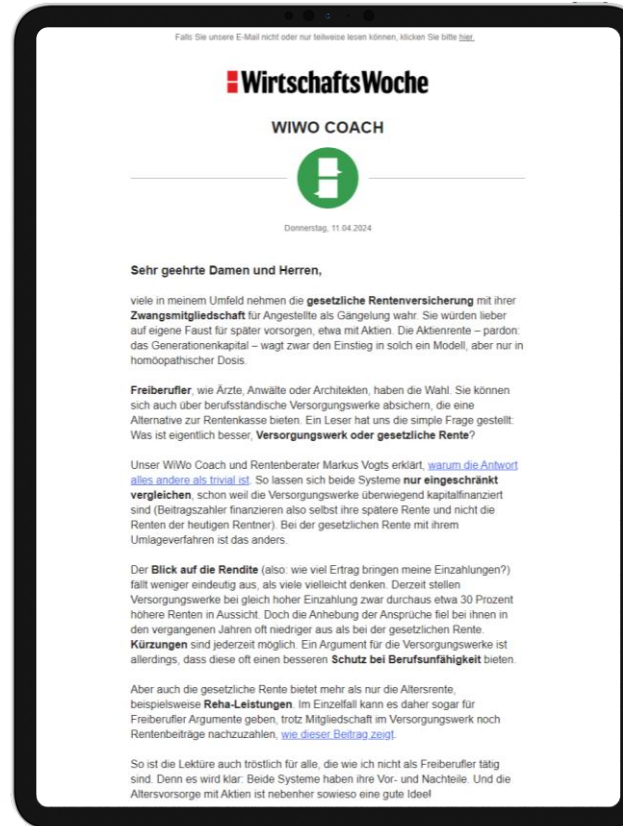 Falls Sie unsere E-Mail nicht oder nur teilweise lesen können, klicken Sie bitte hier.
WirtschaftsWoche
WIWO COACH
Donnerstag, 11.04.2024
Sehr geehrte Damen und Herren,
viele in meinem Umfeld nehmen die gesetzliche Rentenversicherung mit ihrer
Zwangsmitgliedschaft für Angestellte als Gängelung wahr. Sie würden lieber
auf eigene Faust für später vorsorgen, etwa mit Aktien. Die Aktienrente – pardon:
das Generationenkapital – wagt zwar den Einstieg in solch ein Modell, aber nur in
homöopathischer Dosis.
Freiberufler, wie Ärzte, Anwälte oder Architekten, haben die Wahl. Sie können
sich auch über berufsständische Versorgungswerke absichern, die eine
Alternative zur Rentenkasse bieten. Ein Leser hat uns die simple Frage gestellt:
Was ist eigentlich besser, Versorgungswerk oder gesetzliche Rente?
Unser WiWo Coach und Rentenberater Markus Vogts erklärt, warum die Antwort
alles andere als trivial ist. So lassen sich beide Systeme nur eingeschränkt
vergleichen, schon weil die Versorgungswerke überwiegend kapitalfinanziert
sind (Beitragszahler finanzieren also selbst ihre spätere Rente und nicht die
Renten der heutigen Rentner). Bei der gesetzlichen Rente mit ihrem
Umlageverfahren ist das anders.
Der Blick auf die Rendite (also: wie viel Ertrag bringen meine Einzahlungen?)
fällt weniger eindeutig aus, als viele vielleicht denken. Derzeit stellen
Versorgungswerke bei gleich hoher Einzahlung zwar durchaus etwa 30 Prozent
höhere Renten in Aussicht. Doch die Anhebung der Ansprüche fiel bei ihnen in
den vergangenen Jahren oft niedriger aus als bei der gesetzlichen Rente.
Kürzungen sind jederzeit möglich. Ein Argument für die Versorgungswerke ist
allerdings, dass diese oft einen besseren Schutz bei Berufsunfähigkeit bieten.
Aber auch die gesetzliche Rente bietet mehr als nur die Altersrente,
beispielsweise Reha-Leistungen. Im Einzelfall kann es daher sogar für
Freiberufler Argumente geben, trotz Mitgliedschaft im Versorgungswerk noch
Rentenbeiträge nachzuzahlen, wie dieser Beitrag zeigt.
So ist die Lektüre auch tröstlich für alle, die wie ich nicht als Freiberufler tätig
sind. Denn es wird klar: Beide Systeme haben ihre Vor- und Nachteile. Und die
Altersvorsorge mit Aktien ist nebenher sowieso eine gute Idee!